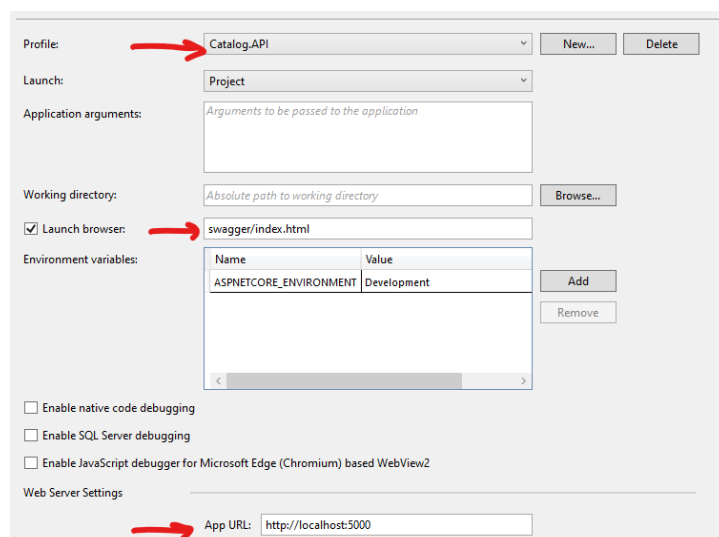 Profile: Catalog.API New... Delete
Launch: Project
Application arguments: Arguments to be passed to the application
Working directory: Absolute path to working directory Browse...
Launch browser: swagger/index.html
Environment variables: Name Value
ASPNETCORE_ENVIRONMENT Development Add
Remove
Enable native code debugging
Enable SQL Server debugging
Enable JavaScript debugger for Microsoft Edge (Chromium) based WebView2
Web Server Settings
App URL: http://localhost:5000